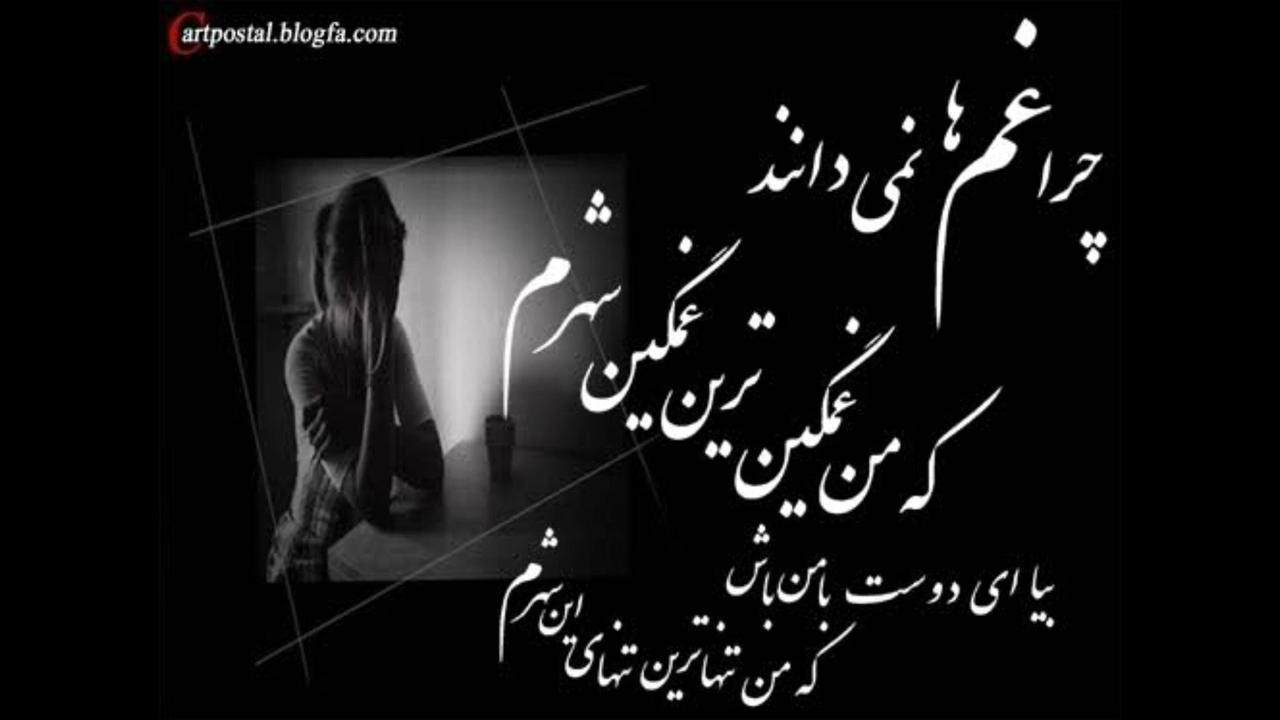 Cartpostal.blogfa.com
چرا غم ها نمی دانند
که من غمگین ترین غمگین شهرم
بیا ای دوست با من باش
که من تنهاترین تنهای این شهرم